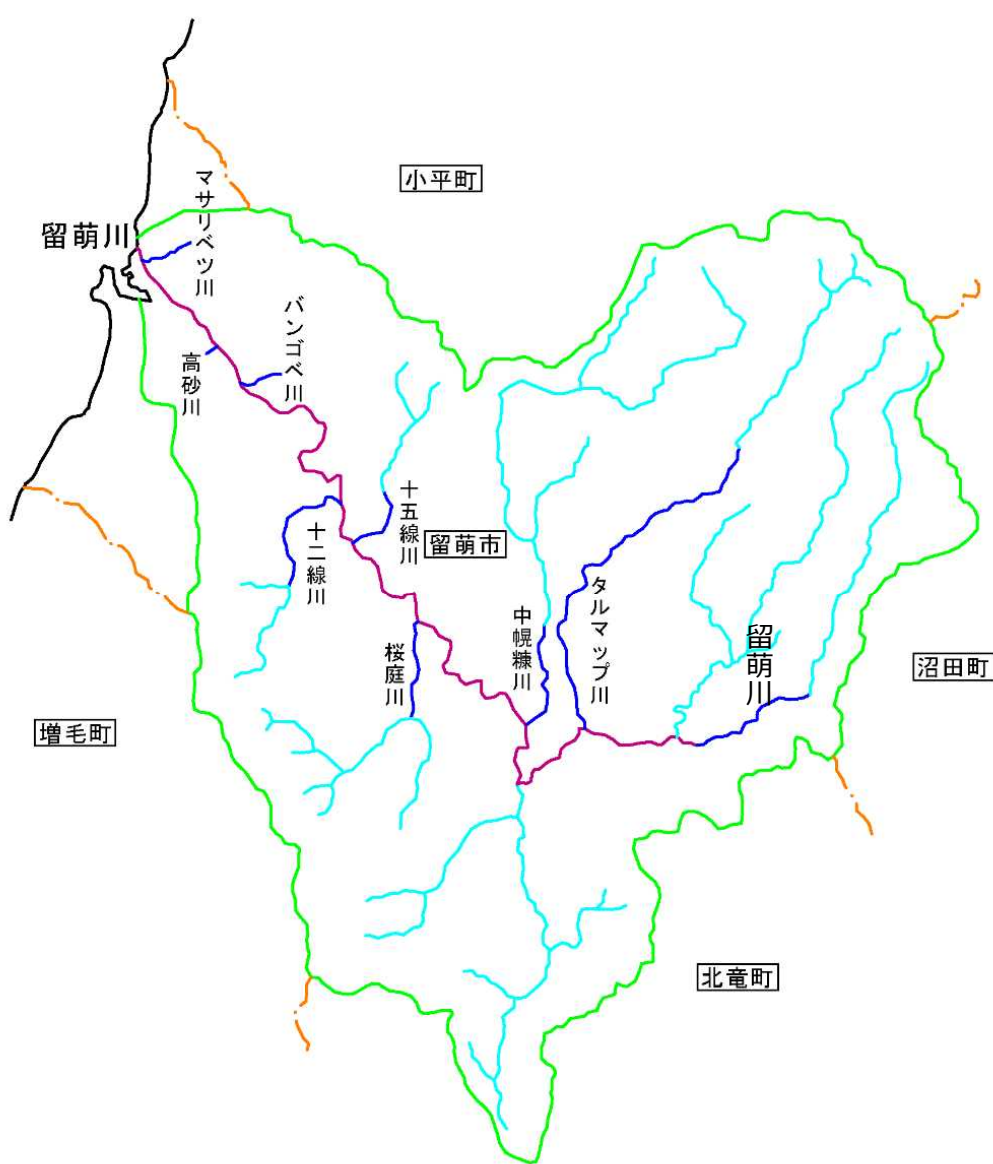 小平町
マサリベツ川
留萌川
バンゴベ川
高砂川
十五線川
十二線川
留萌市
タルマップ川
中幌糠川
留萌川
桜庭川
沼田町
増毛町
北竜町